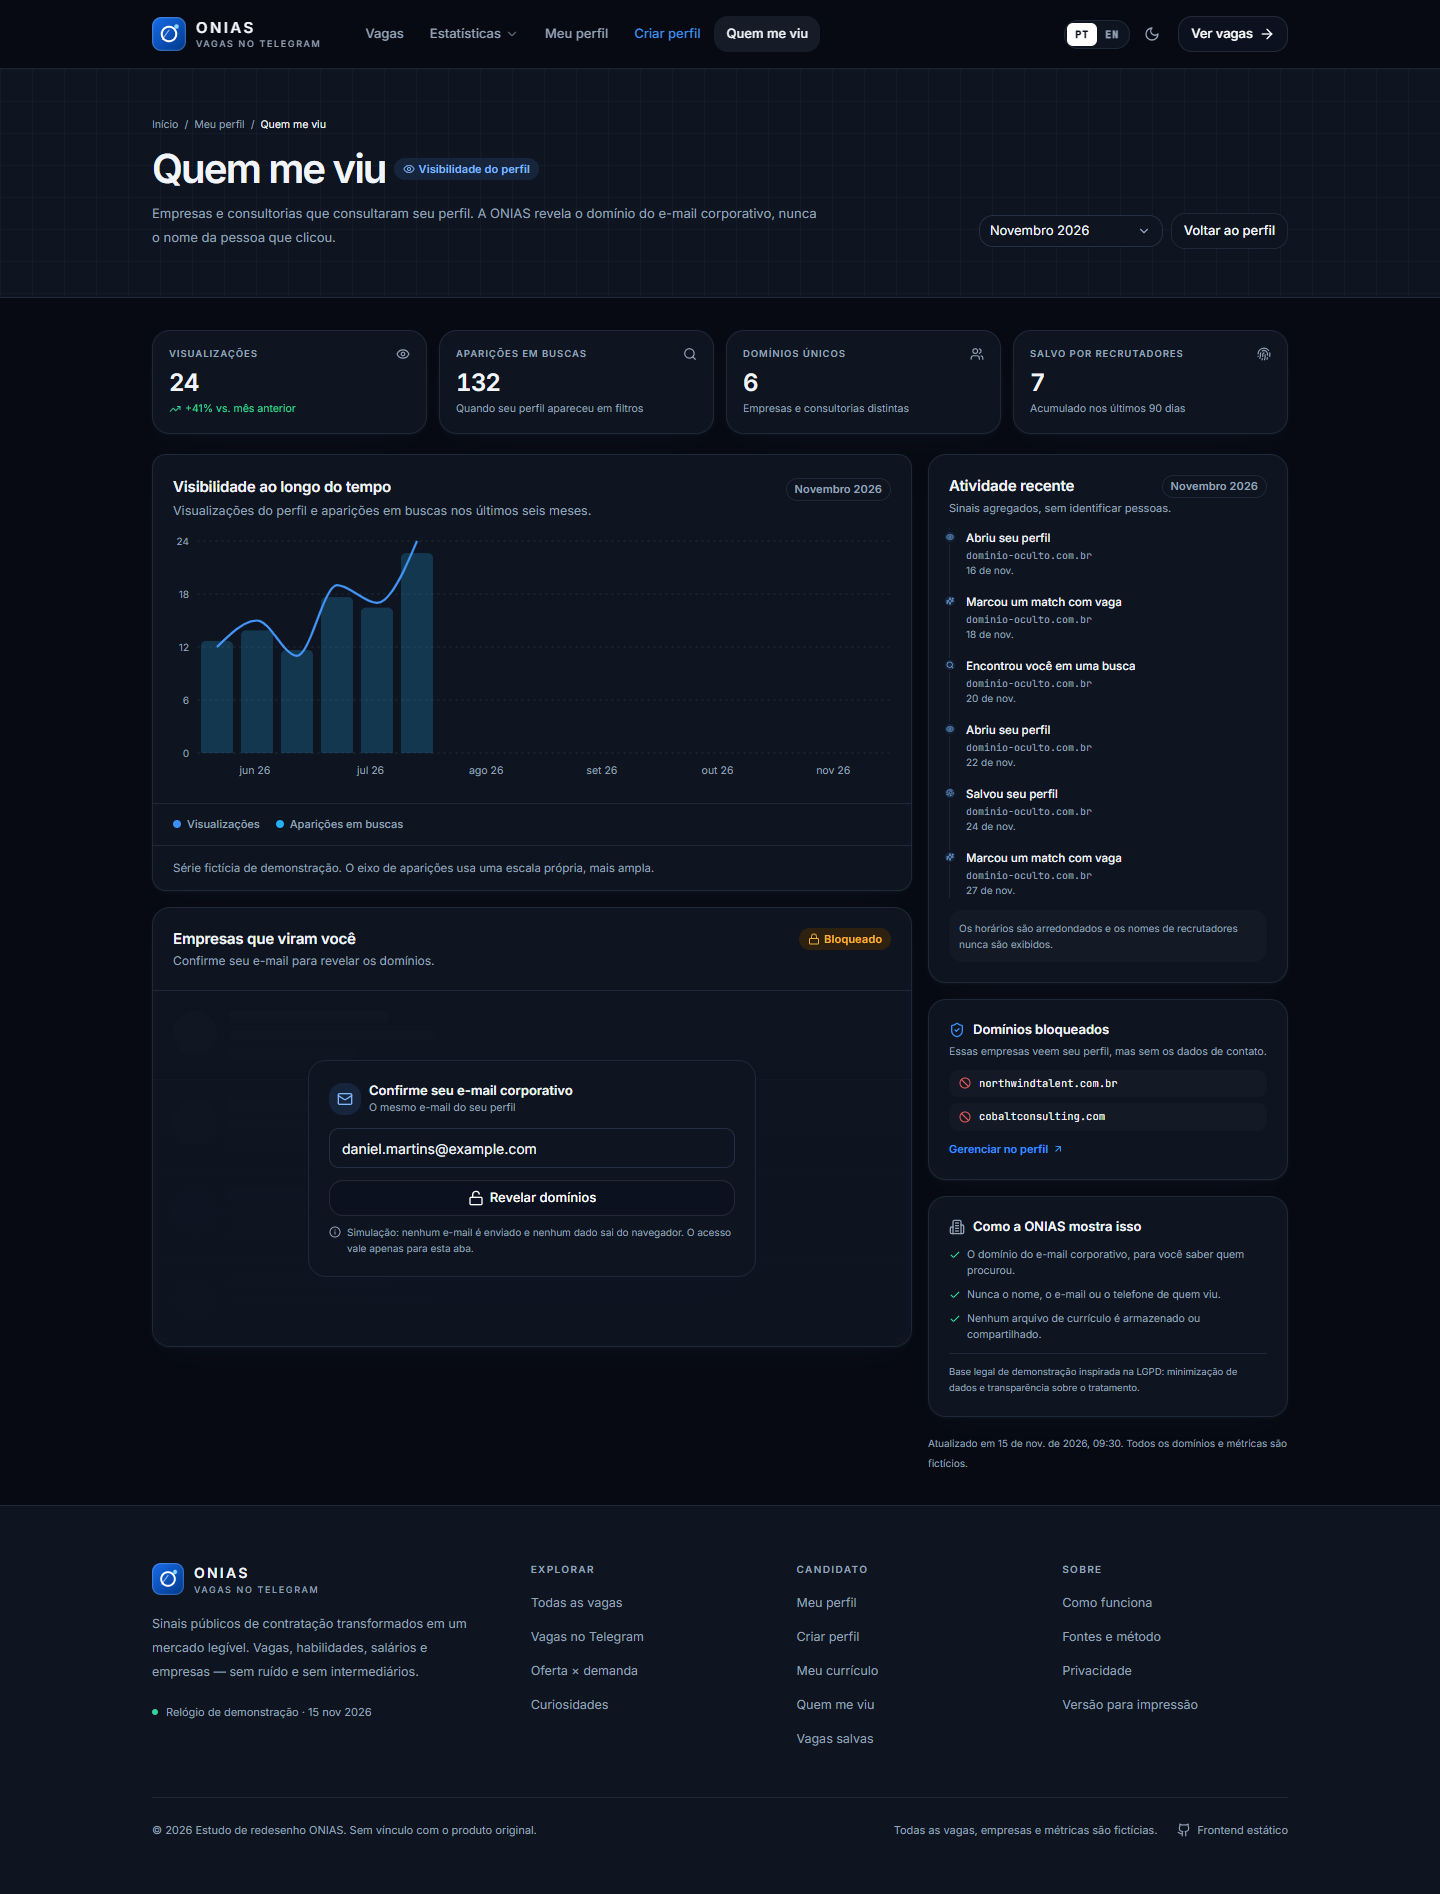 ONIAS
VAGAS NO TELEGRAM
Vagas
Estatísticas
Meu perfil
Criar perfil
Quem me viu
PT
EN
Ver vagas
Início / Meu perfil / Quem me viu
Quem me viu
Visibilidade do perfil
Empresas e consultorias que consultaram seu perfil. A ONIAS revela o domínio do e-mail corporativo, nunca
o nome da pessoa que clicou.
Novembro 2026
Voltar ao perfil
VISUALIZAÇÕES
24
+41% vs. mês anterior
APARIÇÕES EM BUSCAS
132
Quando seu perfil apareceu em filtros
DOMÍNIOS ÚNICOS
6
Empresas e consultorias distintas
SALVO POR RECRUTADORES
7
Acumulado nos últimos 90 dias
Visibilidade ao longo do tempo
Novembro 2026
Visualizações do perfil e aparições em buscas nos últimos seis meses.
24
18
12
6
0
jun 26
jul 26
ago 26
set 26
out 26
nov 26
Visualizações
Aparições em buscas
Série fictícia de demonstração. O eixo de aparições usa uma escala própria, mais ampla.
Empresas que viram você
Bloqueado
Confirme seu e-mail para revelar os domínios.
Confirme seu e-mail corporativo
O mesmo e-mail do seu perfil
daniel.martins@example.com
Revelar domínios
Simulação: nenhum e-mail é enviado e nenhum dado sai do navegador. O acesso
vale apenas para esta aba.
Atividade recente
Novembro 2026
Sinais agregados, sem identificar pessoas.
Abriu seu perfil
dominio-oculto.com.br
16 de nov.
Marcou um match com vaga
dominio-oculto.com.br
18 de nov.
Encontrou você em uma busca
dominio-oculto.com.br
20 de nov.
Abriu seu perfil
dominio-oculto.com.br
22 de nov.
Salvou seu perfil
dominio-oculto.com.br
24 de nov.
Marcou um match com vaga
dominio-oculto.com.br
27 de nov.
Os horários são arredondados e os nomes de recrutadores
nunca são exibidos.
Domínios bloqueados
Essas empresas veem seu perfil, mas sem os dados de contato.
northwindtalent.com.br
cobaltconsulting.com
Gerenciar no perfil
Como a ONIAS mostra isso
O domínio do e-mail corporativo, para você saber quem
procurou.
Nunca o nome, o e-mail ou o telefone de quem viu.
Nenhum arquivo de currículo é armazenado ou
compartilhado.
Base legal de demonstração inspirada na LGPD: minimização de
dados e transparência sobre o tratamento.
Atualizado em 15 de nov. de 2026, 09:30. Todos os domínios e métricas são
fictícios.
ONIAS
VAGAS NO TELEGRAM
Sinais públicos de contratação transformados em um
mercado legível. Vagas, habilidades, salários e
empresas — sem ruído e sem intermediários.
Relógio de demonstração · 15 nov 2026
EXPLORAR
Todas as vagas
Vagas no Telegram
Oferta × demanda
Curiosidades
CANDIDATO
Meu perfil
Criar perfil
Meu currículo
Quem me viu
Vagas salvas
SOBRE
Como funciona
Fontes e método
Privacidade
Versão para impressão
© 2026 Estudo de redesenho ONIAS. Sem vínculo com o produto original.
Todas as vagas, empresas e métricas são fictícias.
Frontend estático